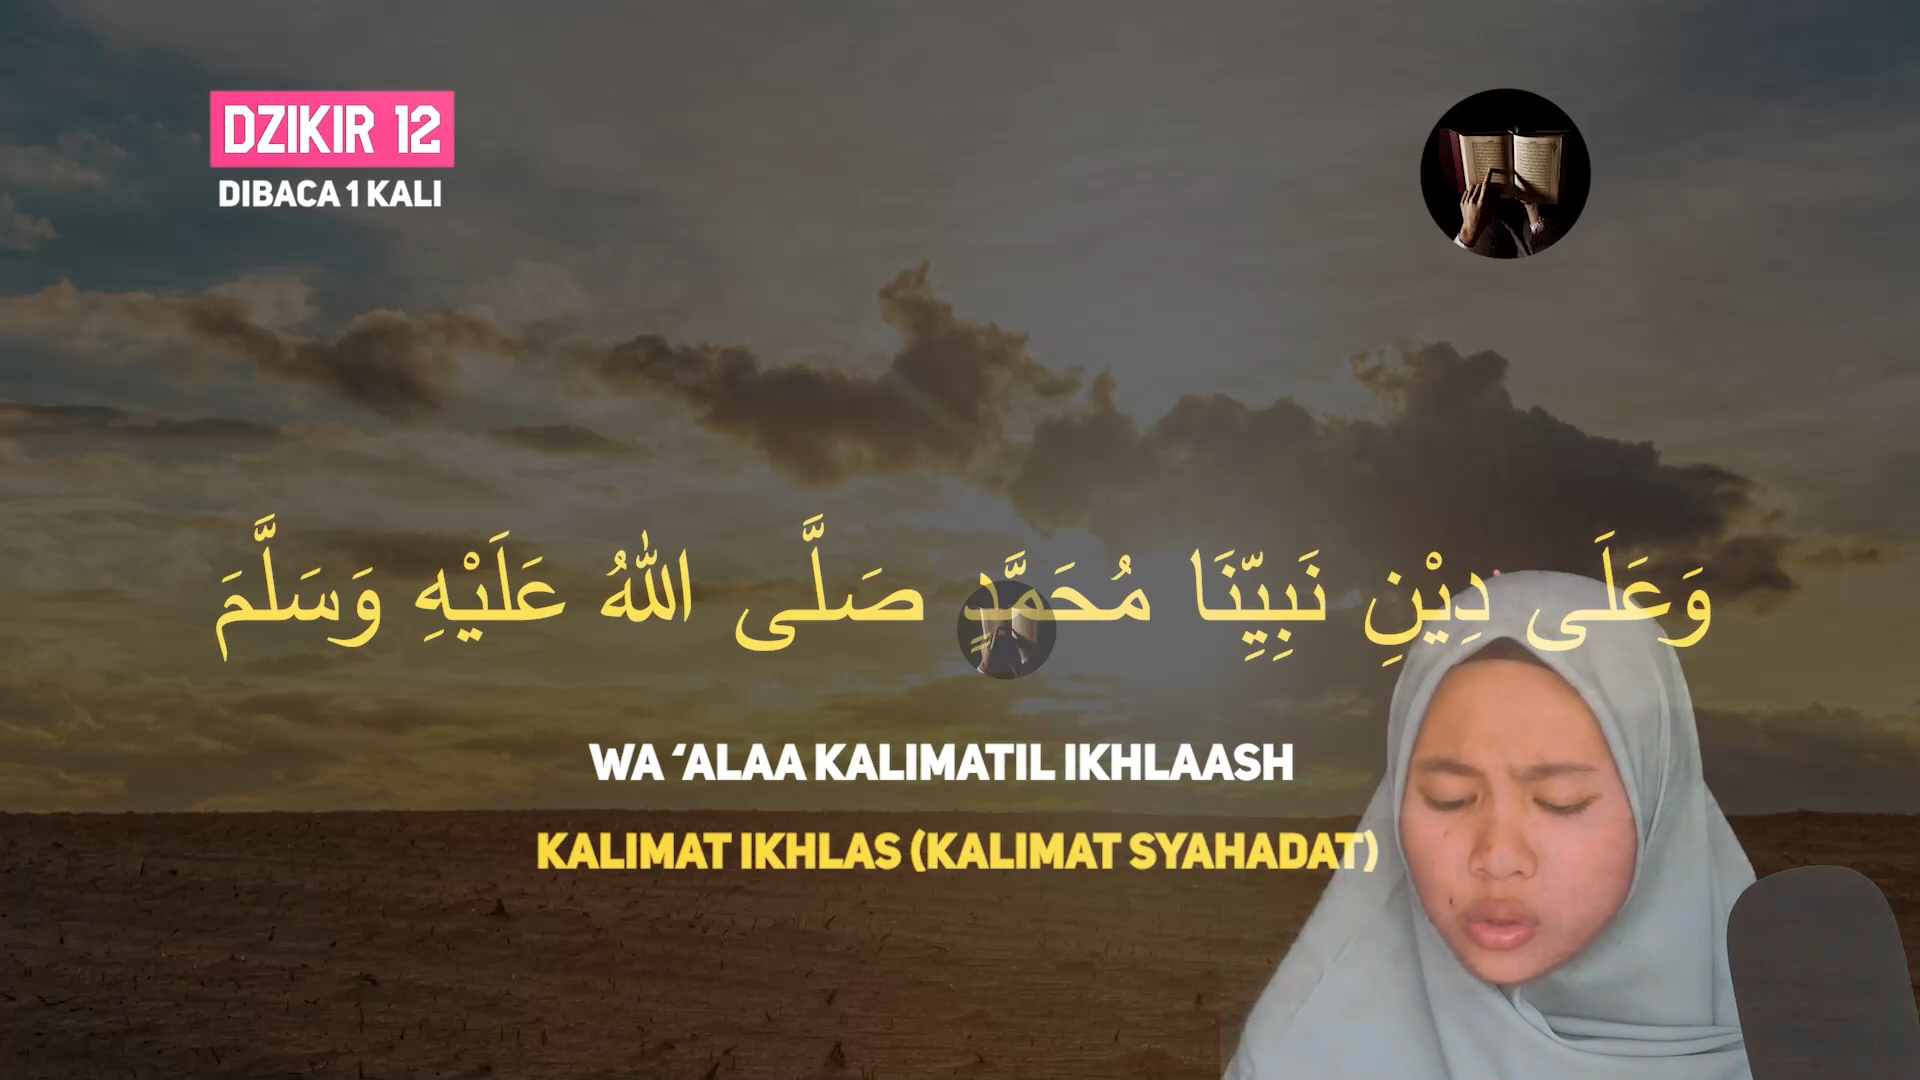 DZIKIR 12
DIBACA 1 KALI
وَعَلَى دِيْنِ نَبِيِّنَا مُحَمَّدٍ صَلَّى اللهُ عَلَيْهِ وَسَلَّمَ
WA ‘ALAA KALIMATIL IKHLAASH
KALIMAT IKHLAS (KALIMAT SYAHADAT)